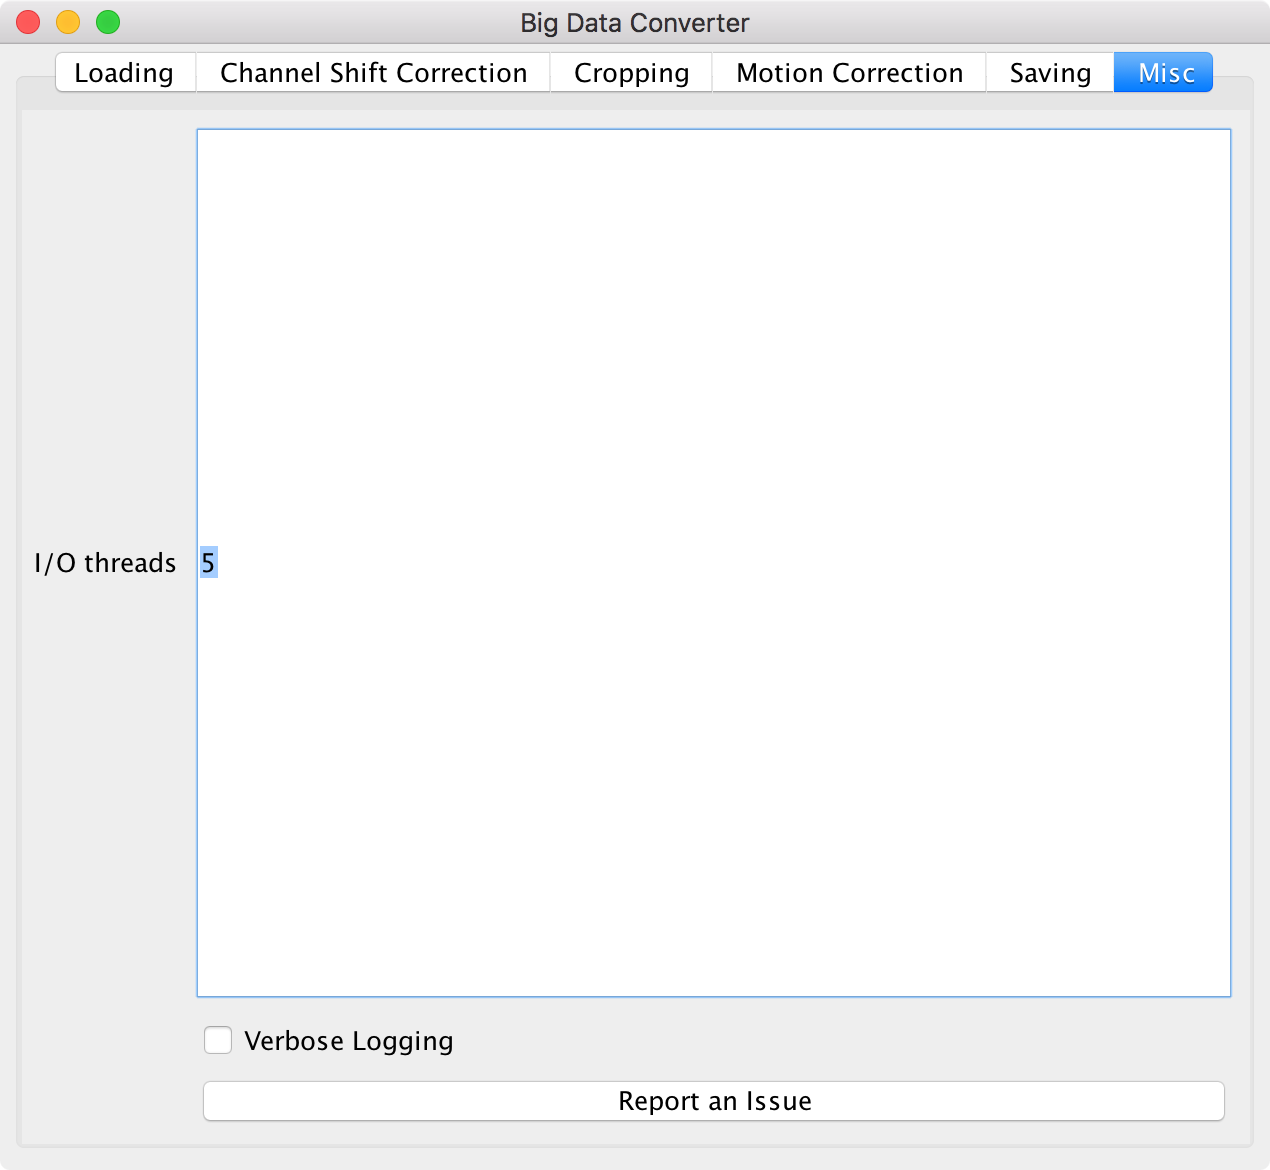 Big Data Converter
Loading Channel Shift Correction Cropping Motion Correction Saving Misc
I/O threads 5
Verbose Logging
Report an Issue